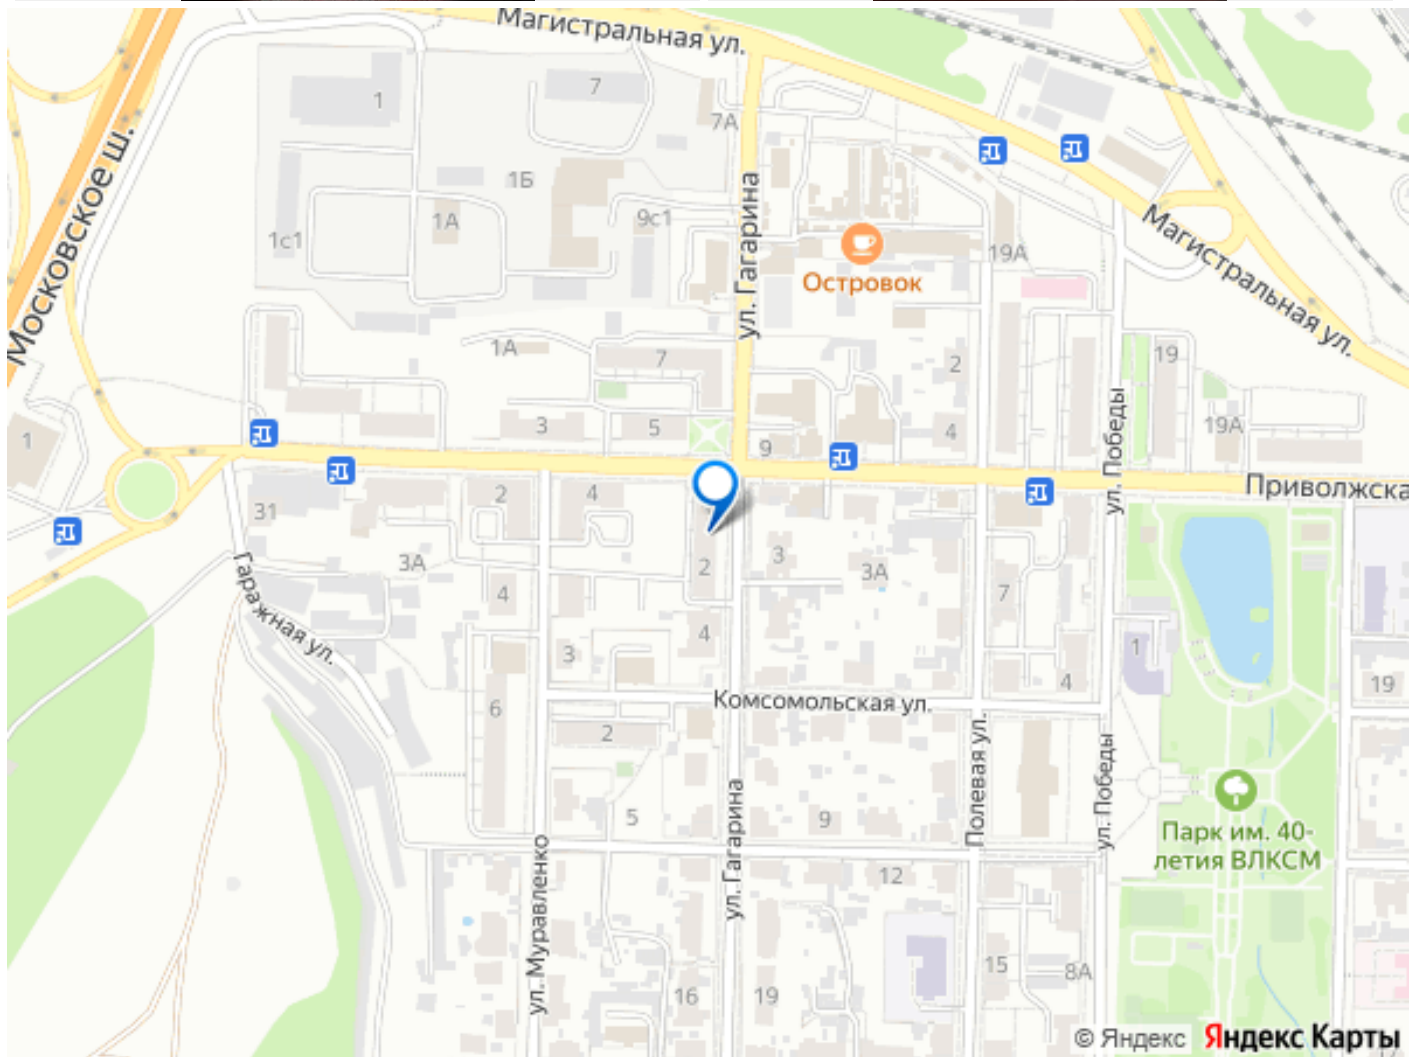 Магистральная ул.
7
1
7А
Московское ш.
1Б
1А
9с1
1с1
ул. Гагарина
Островок
19А
Магистральная ул.
1А
7
2
19
3
5
9
4
ул. Победы
19А
1
Приволжска
31
2
4
3А
2
3
3А
7
4
Гаражная ул.
4
3
1
4
19
6
Комсомольская ул.
2
Полевая ул.
ул. Победы
ул. Гагарина
5
9
Парк им. 40-
летия ВЛКСМ
12
ул. Муравленко
15
8А
16
19
© Яндекс Яндекс Карты